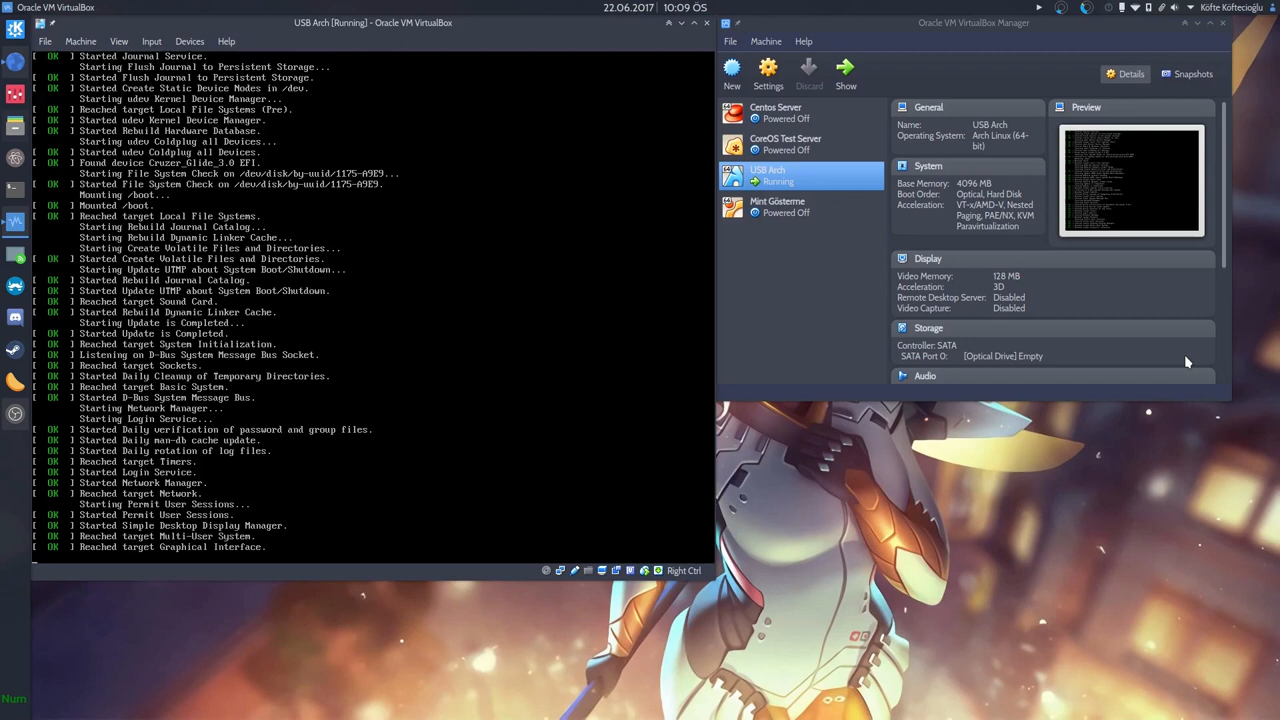 Oracle VM VirtualBox
22.06.2017 10:09 ÖS
Köfte Köftecioğlu
USB Arch [Running] - Oracle VM VirtualBox
File Machine View Input Devices Help
[ OK ] Started Journal Service.
Starting Flush Journal to Persistent Storage...
[ OK ] Started Flush Journal to Persistent Storage.
[ OK ] Started Create Static Device Nodes in /dev.
Starting udev Kernel Device Manager...
[ OK ] Reached target Local File Systems (Pre).
[ OK ] Started udev Kernel Device Manager.
[ OK ] Started Rebuild Hardware Database.
Starting udev Coldplug all Devices...
[ OK ] Started udev Coldplug all Devices.
[ OK ] Found device Cruzer_Glide_3.0 EFI.
Starting File System Check on /dev/disk/by-uuid/1175-A9E9...
[ OK ] Started File System Check on /dev/disk/by-uuid/1175-A9E9.
Mounting /boot...
[ OK ] Mounted /boot.
[ OK ] Reached target Local File Systems.
Starting Rebuild Journal Catalog...
Starting Rebuild Dynamic Linker Cache...
Starting Create Volatile Files and Directories...
[ OK ] Started Create Volatile Files and Directories.
Starting Update UTMP about System Boot/Shutdown...
[ OK ] Started Rebuild Journal Catalog.
[ OK ] Started Update UTMP about System Boot/Shutdown.
[ OK ] Reached target Sound Card.
[ OK ] Started Rebuild Dynamic Linker Cache.
Starting Update is Completed...
[ OK ] Started Update is Completed.
[ OK ] Reached target System Initialization.
[ OK ] Listening on D-Bus System Message Bus Socket.
[ OK ] Reached target Sockets.
[ OK ] Started Daily Cleanup of Temporary Directories.
[ OK ] Reached target Basic System.
[ OK ] Started D-Bus System Message Bus.
Starting Network Manager...
Starting Login Service...
[ OK ] Started Daily verification of password and group files.
[ OK ] Started Daily man-db cache update.
[ OK ] Started Daily rotation of log files.
[ OK ] Reached target Timers.
[ OK ] Started Login Service.
[ OK ] Started Network Manager.
[ OK ] Reached target Network.
Starting Permit User Sessions...
[ OK ] Started Permit User Sessions.
[ OK ] Started Simple Desktop Display Manager.
[ OK ] Reached target Multi-User System.
[ OK ] Reached target Graphical Interface.
Right Ctrl
Oracle VM VirtualBox Manager
File Machine Help
New Settings Discard Show
Details Snapshots
Centos Server
Powered Off
CoreOS Test Server
Powered Off
USB Arch
Running
Mint Gösterme
Powered Off
General
Name: USB Arch
Operating System: Arch Linux (64-
bit)
System
Base Memory: 4096 MB
Boot Order: Optical, Hard Disk
Acceleration: VT-x/AMD-V, Nested
Paging, PAE/NX, KVM
Paravirtualization
Preview
Display
Video Memory: 128 MB
Acceleration: 3D
Remote Desktop Server: Disabled
Video Capture: Disabled
Storage
Controller: SATA
SATA Port 0: [Optical Drive] Empty
Audio
Num